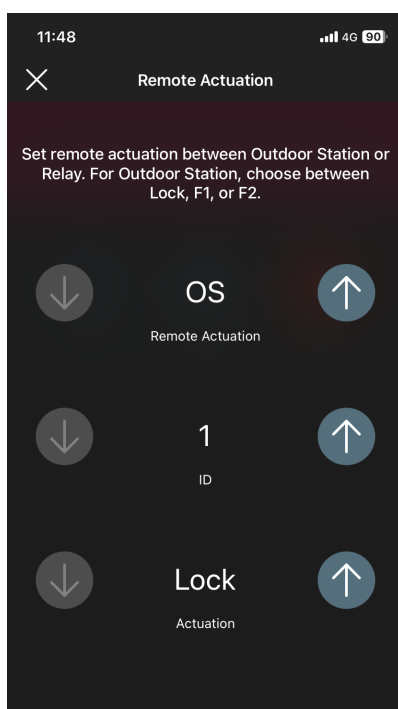 11:48
4G 90
Remote Actuation
Set remote actuation between Outdoor Station or
Relay. For Outdoor Station, choose between
Lock, F1, or F2.
OS
Remote Actuation
1
ID
Lock
Actuation